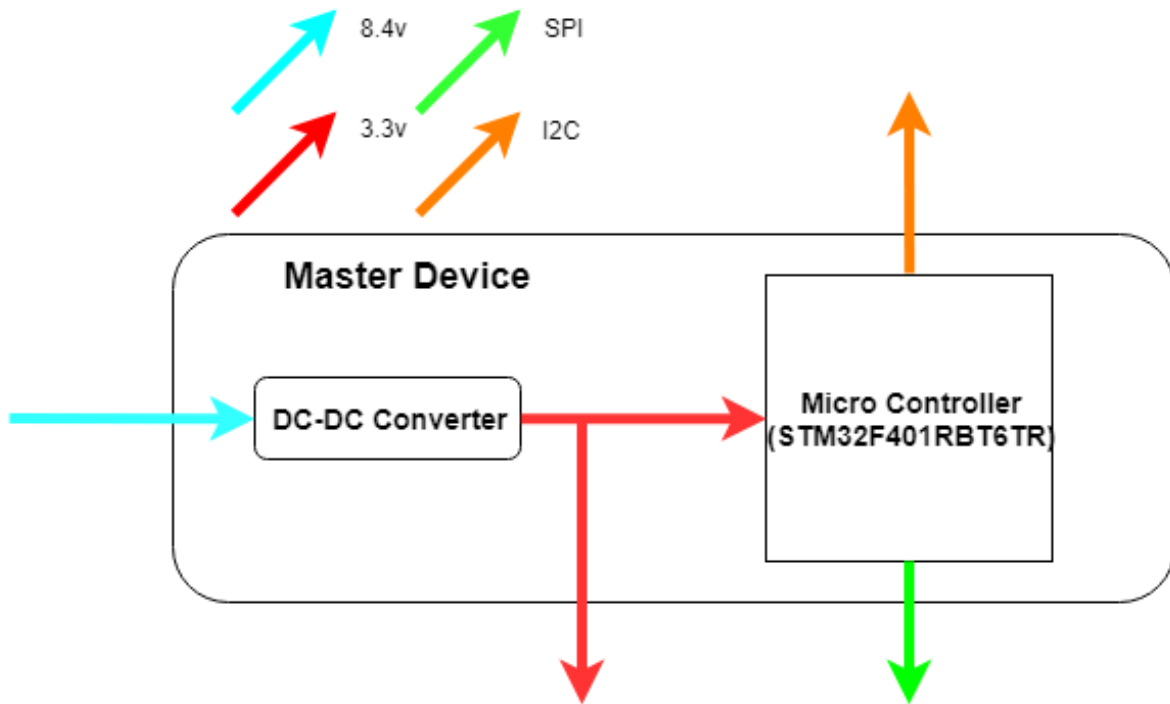 8.4v
SPI
3.3v
I2C
Master Device
DC-DC Converter
Micro Controller
(STM32F401RBT6TR)